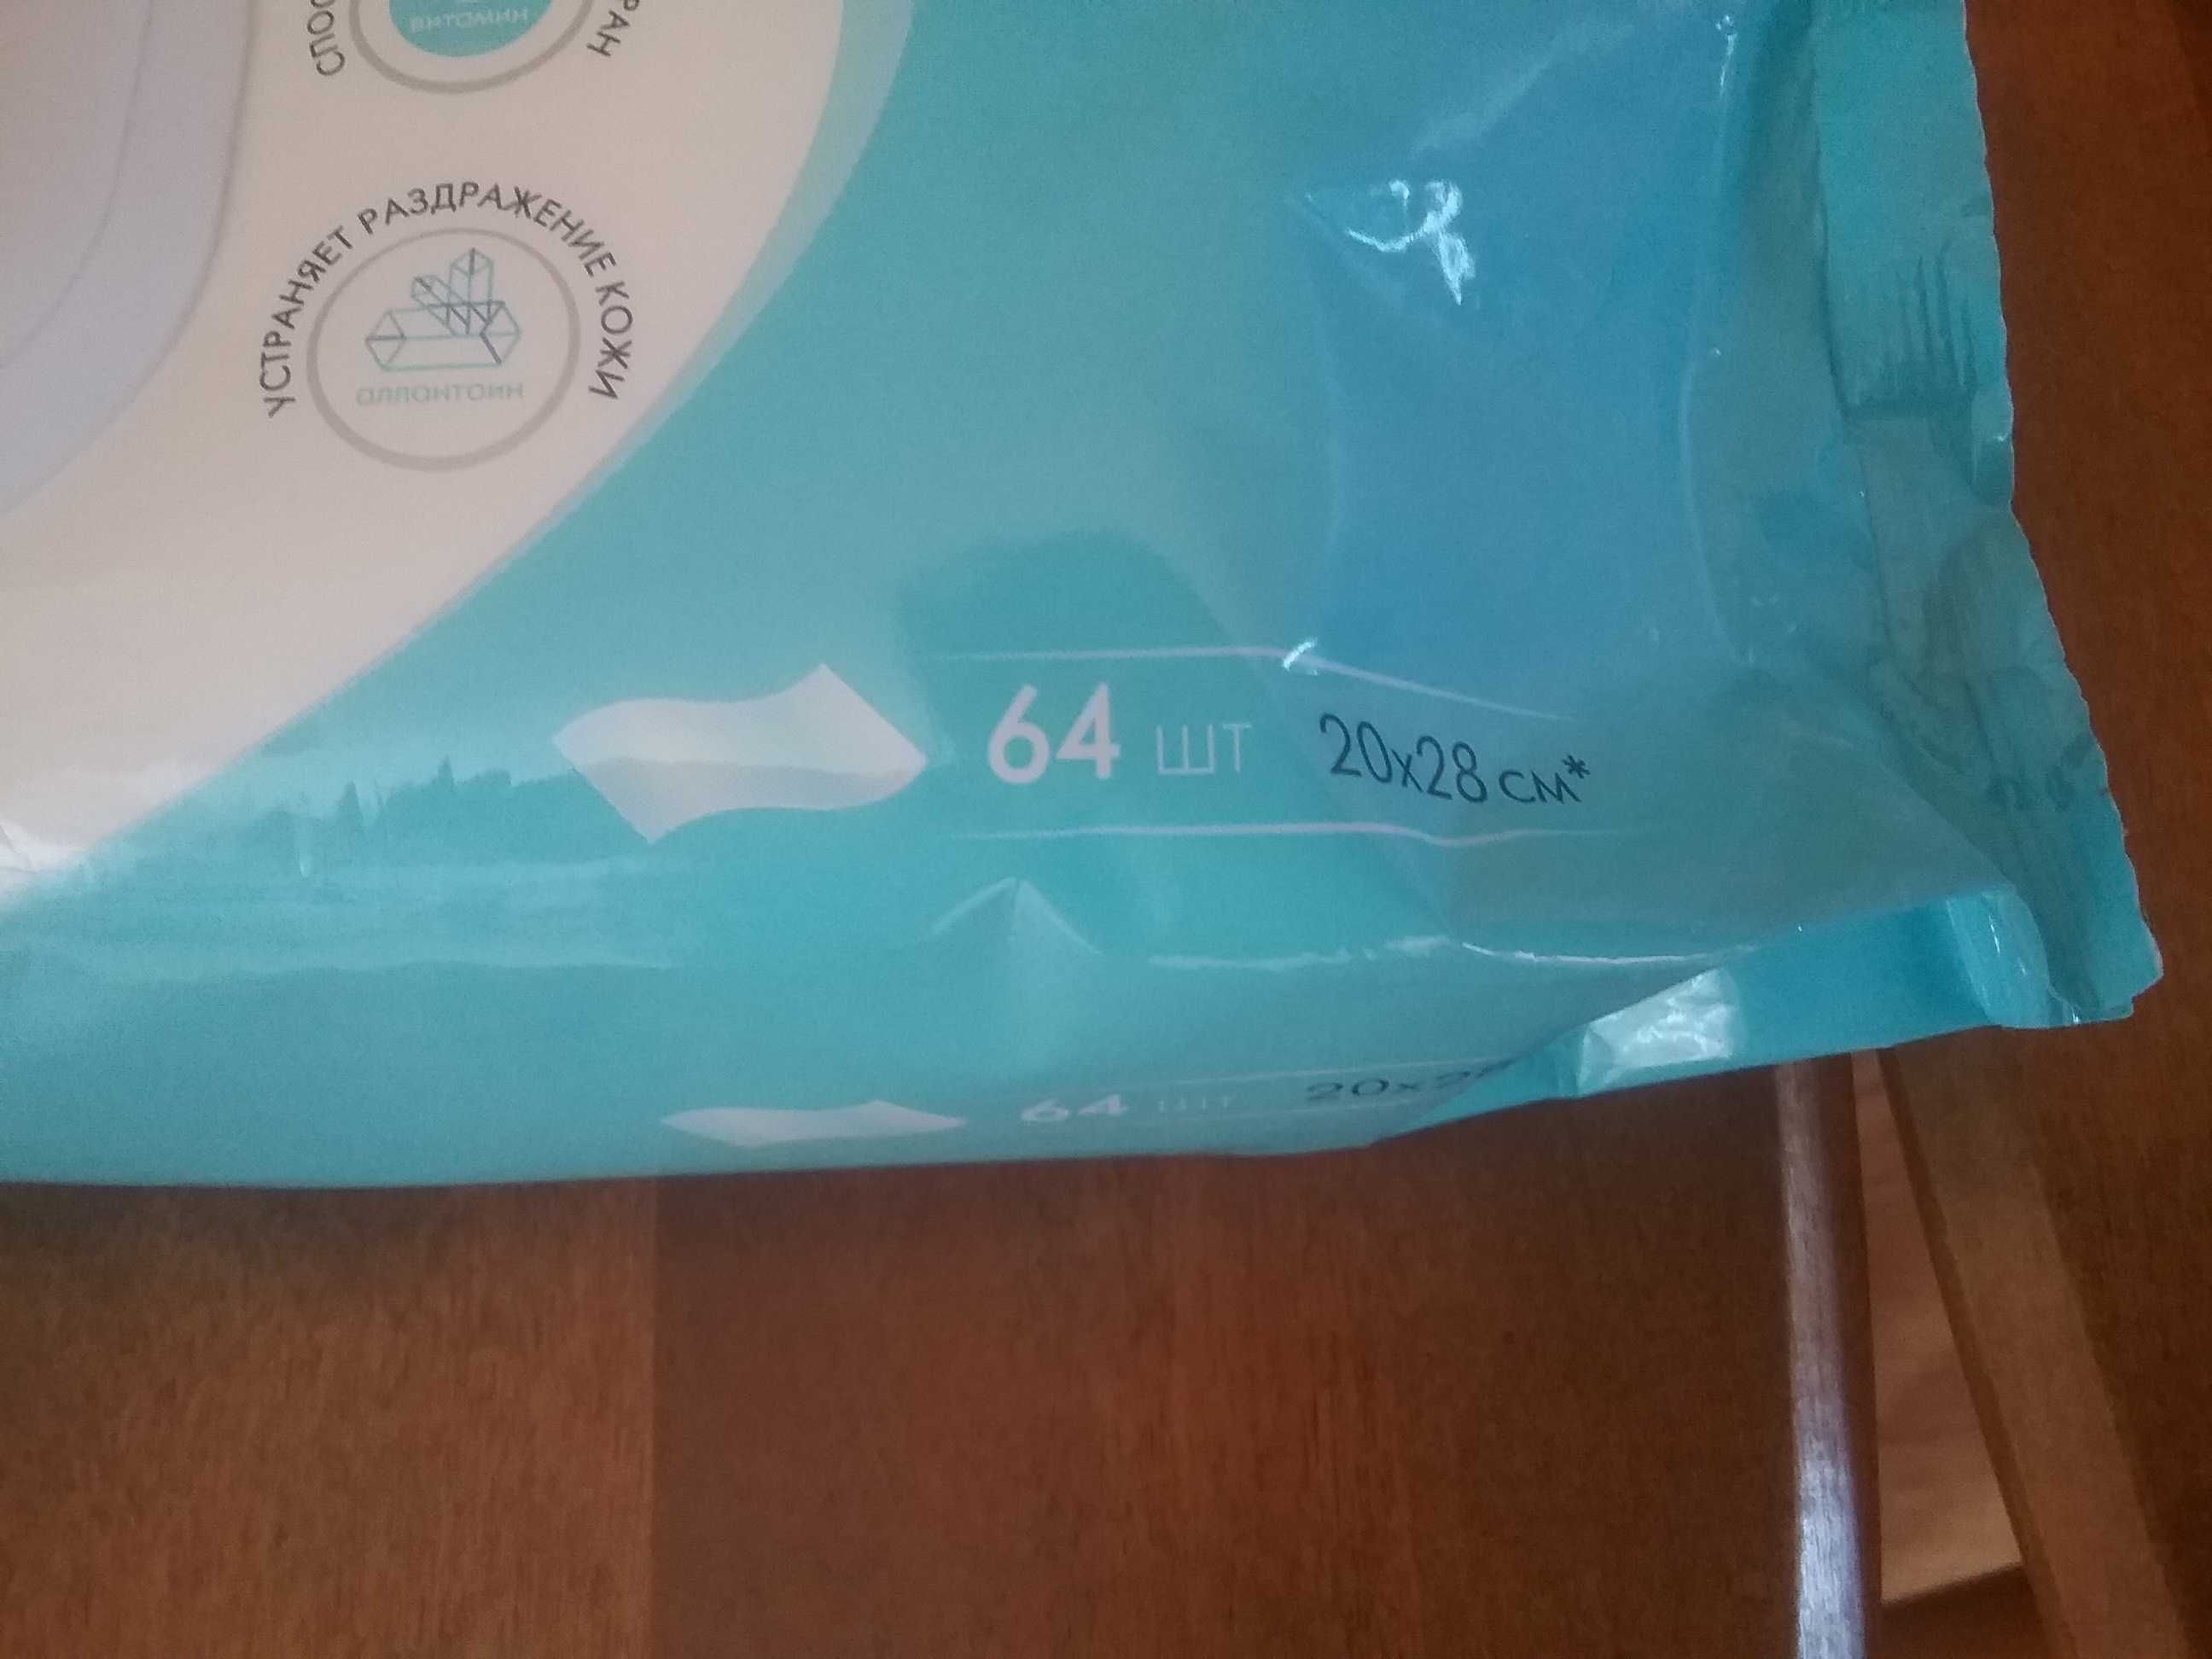 ВИТАМИН
УСТРАНЯЕТ РАЗДРАЖЕНИЕ КОЖИ
аллантоин
64 ШТ 20х28 см*
64 ШТ